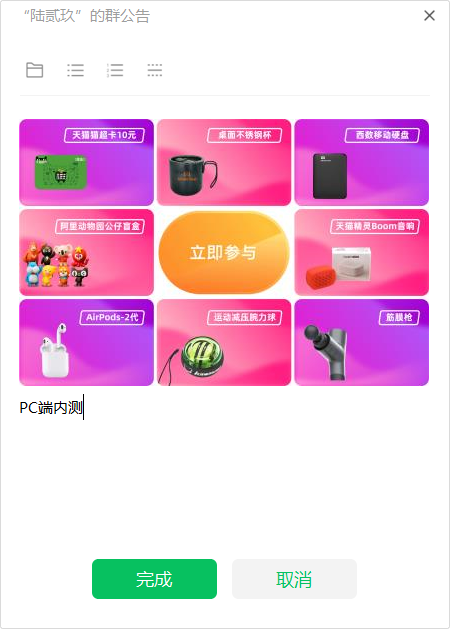 “陆贰玖”的群公告
天猫猫超卡10元
桌面不锈钢杯
西数移动硬盘
阿里动物园公仔盲盒
立即参与
天猫精灵Boom音响
AirPods-2代
运动减压腕力球
筋膜枪
PC端内测
完成
取消